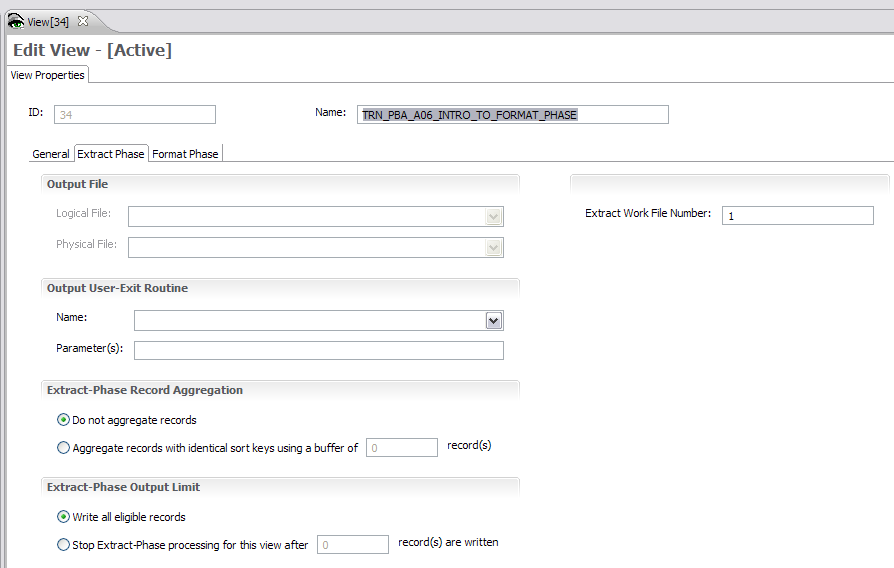 View[34]
Edit View - [Active]
View Properties
ID: 34 Name: TRN_PBA_A06_INTRO_TO_FORMAT_PHASE
General Extract Phase Format Phase
Output File
Logical File: Extract Work File Number: 1
Physical File:
Output User-Exit Routine
Name:
Parameter(s):
Extract-Phase Record Aggregation
Do not aggregate records
Aggregate records with identical sort keys using a buffer of 0 record(s)
Extract-Phase Output Limit
Write all eligible records
Stop Extract-Phase processing for this view after 0 record(s) are written